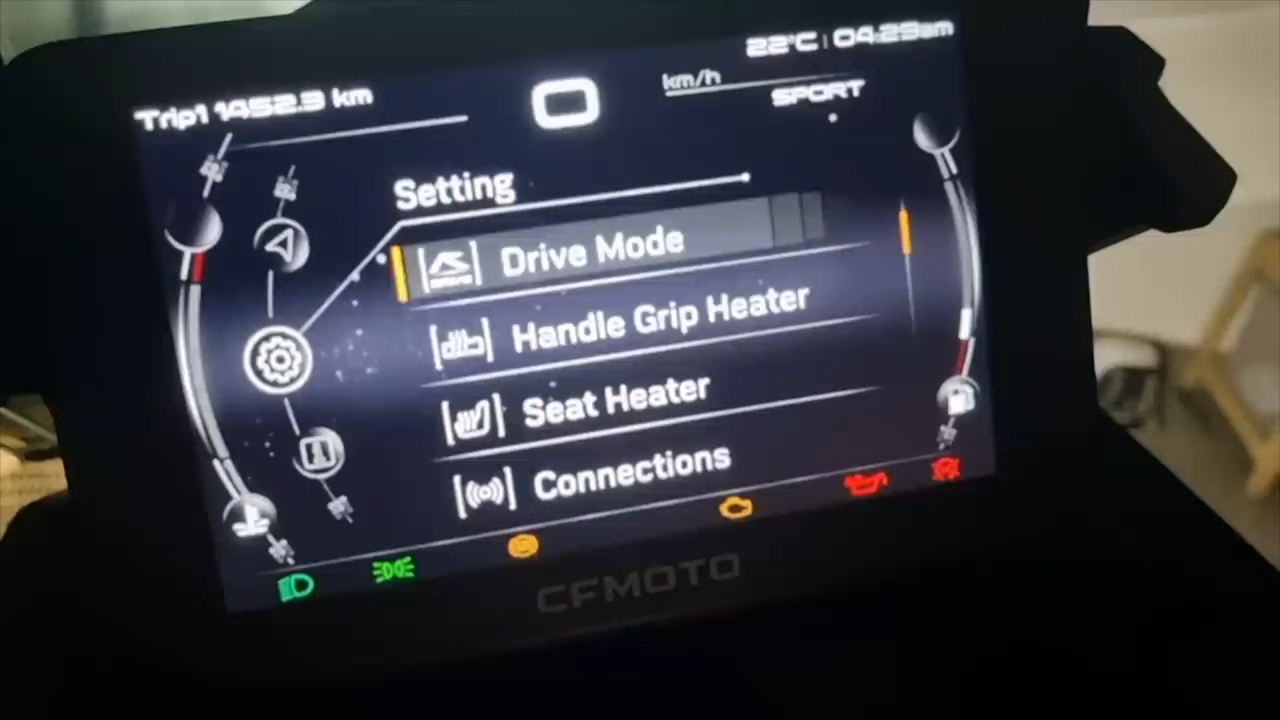 22°C | 04:29am
Trip1 1452.9 km
0 km/h
SPORT
Setting
Drive Mode
Handle Grip Heater
Seat Heater
Connections
CFMOTO